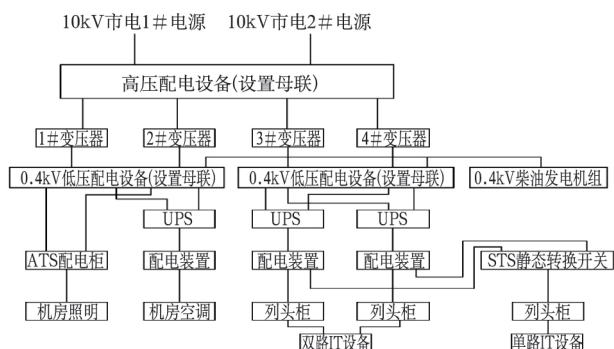 10kV市电1＃电源 10kV市电2＃电源
高压配电设备(设置母联)
1＃变压器 2＃变压器 3＃变压器 4＃变压器
0.4kV低压配电设备(设置母联) 0.4kV低压配电设备(设置母联) 0.4kV柴油发电机组
UPS UPS UPS
ATS配电柜 配电装置 配电装置 配电装置 STS静态转换开关
机房照明 机房空调 列头柜 列头柜 列头柜
双路IT设备 单路IT设备